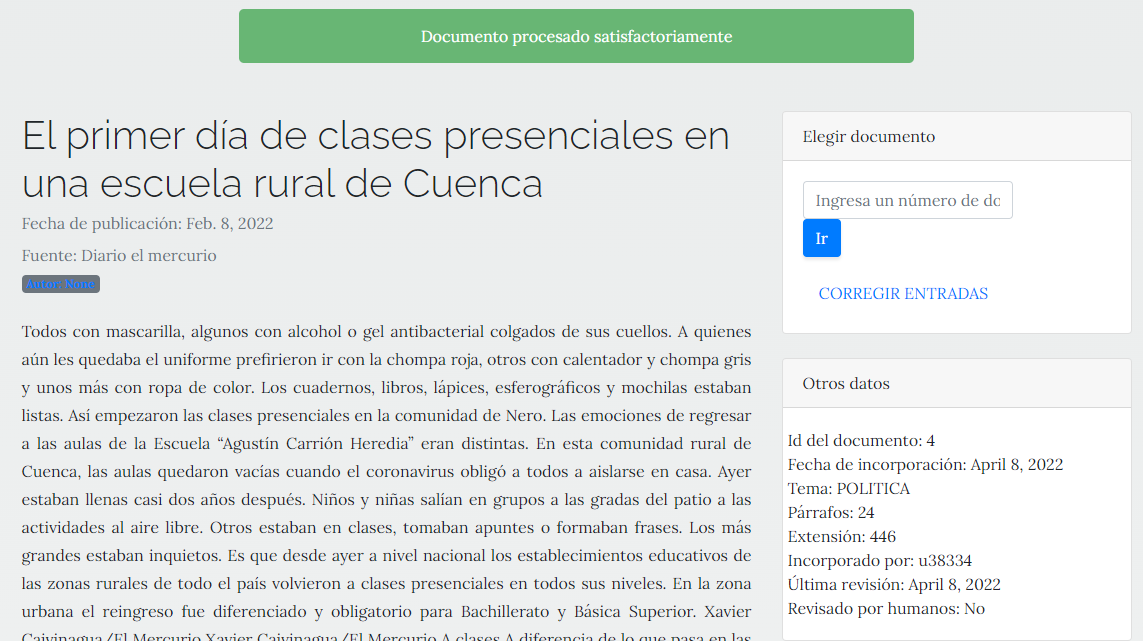 Documento procesado satisfactoriamente
El primer día de clases presenciales en
una escuela rural de Cuenca
Fecha de publicación: Feb. 8, 2022
Fuente: Diario el mercurio
Autor: None
Todos con mascarilla, algunos con alcohol o gel antibacterial colgados de sus cuellos. A quienes
aún les quedaba el uniforme prefirieron ir con la chompa roja, otros con calentador y chompa gris
y unos más con ropa de color. Los cuadernos, libros, lápices, esferográficos y mochilas estaban
listas. Así empezaron las clases presenciales en la comunidad de Nero. Las emociones de regresar
a las aulas de la Escuela “Agustín Carrión Heredia” eran distintas. En esta comunidad rural de
Cuenca, las aulas quedaron vacías cuando el coronavirus obligó a todos a aislarse en casa. Ayer
estaban llenas casi dos años después. Niños y niñas salían en grupos a las gradas del patio a las
actividades al aire libre. Otros estaban en clases, tomaban apuntes o formaban frases. Los más
grandes estaban inquietos. Es que desde ayer a nivel nacional los establecimientos educativos de
las zonas rurales de todo el país volvieron a clases presenciales en todos sus niveles. En la zona
urbana el reingreso fue diferenciado y obligatorio para Bachillerato y Básica Superior. Xavier
Caivinagua/El Mercurio Xavier Caivinagua/El Mercurio A clases A diferencia de lo que pasa en las
Elegir documento
Ingresa un número de do
Ir
CORREGIR ENTRADAS
Otros datos
Id del documento: 4
Fecha de incorporación: April 8, 2022
Tema: POLITICA
Párrafos: 24
Extensión: 446
Incorporado por: u38334
Última revisión: April 8, 2022
Revisado por humanos: No